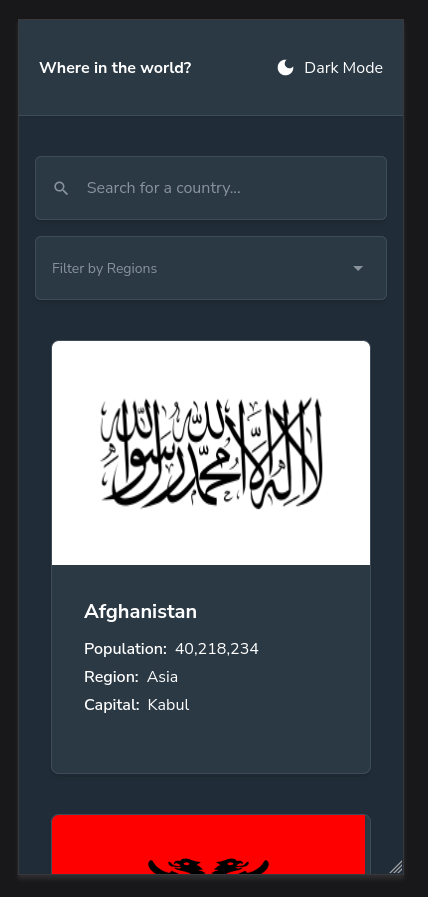 Where in the world?
Dark Mode
Search for a country...
Filter by Regions
لا إله إلا الله محمد رسول الله
Afghanistan
Population: 40,218,234
Region: Asia
Capital: Kabul